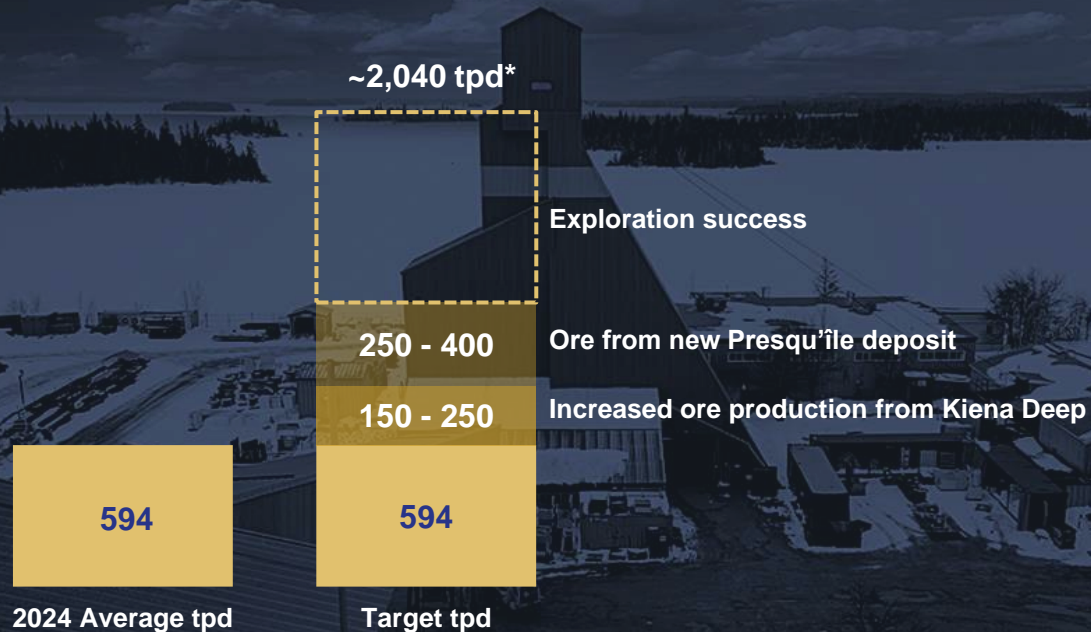 ~2,040 tpd*
Exploration success
250 - 400
Ore from new Presqu'île deposit
150 - 250
Increased ore production from Kiena Deep
594
594
2024 Average tpd
Target tpd